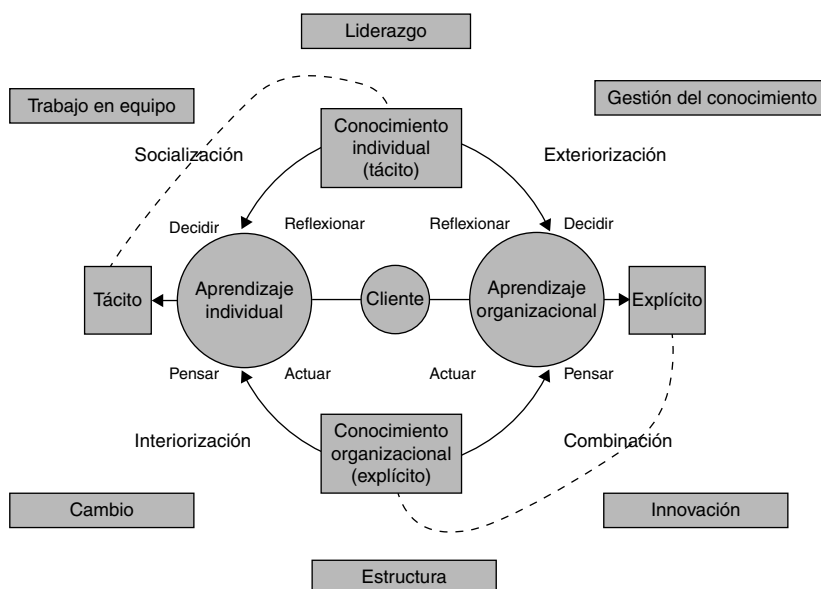 Liderazgo
Trabajo en equipo
Gestión del conocimiento
Conocimiento
individual
(tácito)
Socialización
Exteriorización
Decidir
Reflexionar
Reflexionar
Decidir
Tácito
Aprendizaje
individual
Cliente
Aprendizaje
organizacional
Explícito
Pensar
Actuar
Actuar
Pensar
Interiorización
Conocimiento
organizacional
(explícito)
Combinación
Cambio
Innovación
Estructura